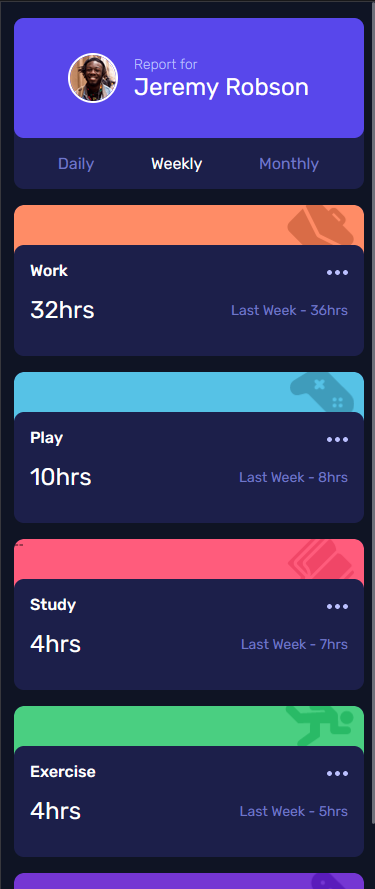 Report for
Jeremy Robson
Daily Weekly Monthly
Work
32hrs Last Week - 36hrs
Play
10hrs Last Week - 8hrs
Study
4hrs Last Week - 7hrs
Exercise
4hrs Last Week - 5hrs